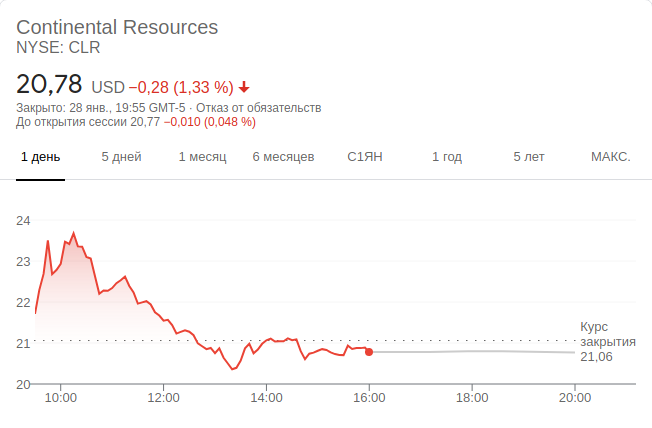 Continental Resources
NYSE: CLR
20,78 USD −0,28 (1,33 %)
Закрыто: 28 янв., 19:55 GMT-5 · Отказ от обязательств
До открытия сессии 20,77 −0,010 (0,048 %)
1 день 5 дней 1 месяц 6 месяцев С1ЯН 1 год 5 лет МАКС.
24
23
22
21
20
Курс
закрытия
21,06
10:00 12:00 14:00 16:00 18:00 20:00